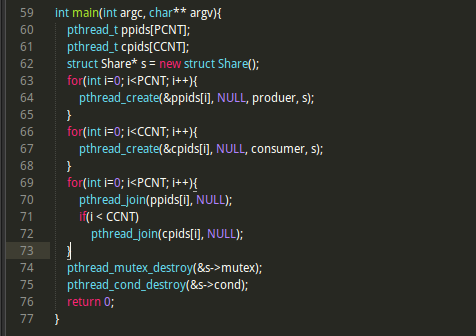 59 int main(int argc, char** argv){
60 pthread_t ppids[PCNT];
61 pthread_t cpids[CCNT];
62 struct Share* s = new struct Share();
63 for(int i=0; i<PCNT; i++){
64 pthread_create(&ppids[i], NULL, produer, s);
65 }
66 for(int i=0; i<CCNT; i++){
67 pthread_create(&cpids[i], NULL, consumer, s);
68 }
69 for(int i=0; i<PCNT; i++){
70 pthread_join(ppids[i], NULL);
71 if(i < CCNT)
72 pthread_join(cpids[i], NULL);
73 }
74 pthread_mutex_destroy(&s->mutex);
75 pthread_cond_destroy(&s->cond);
76 return 0;
77 }